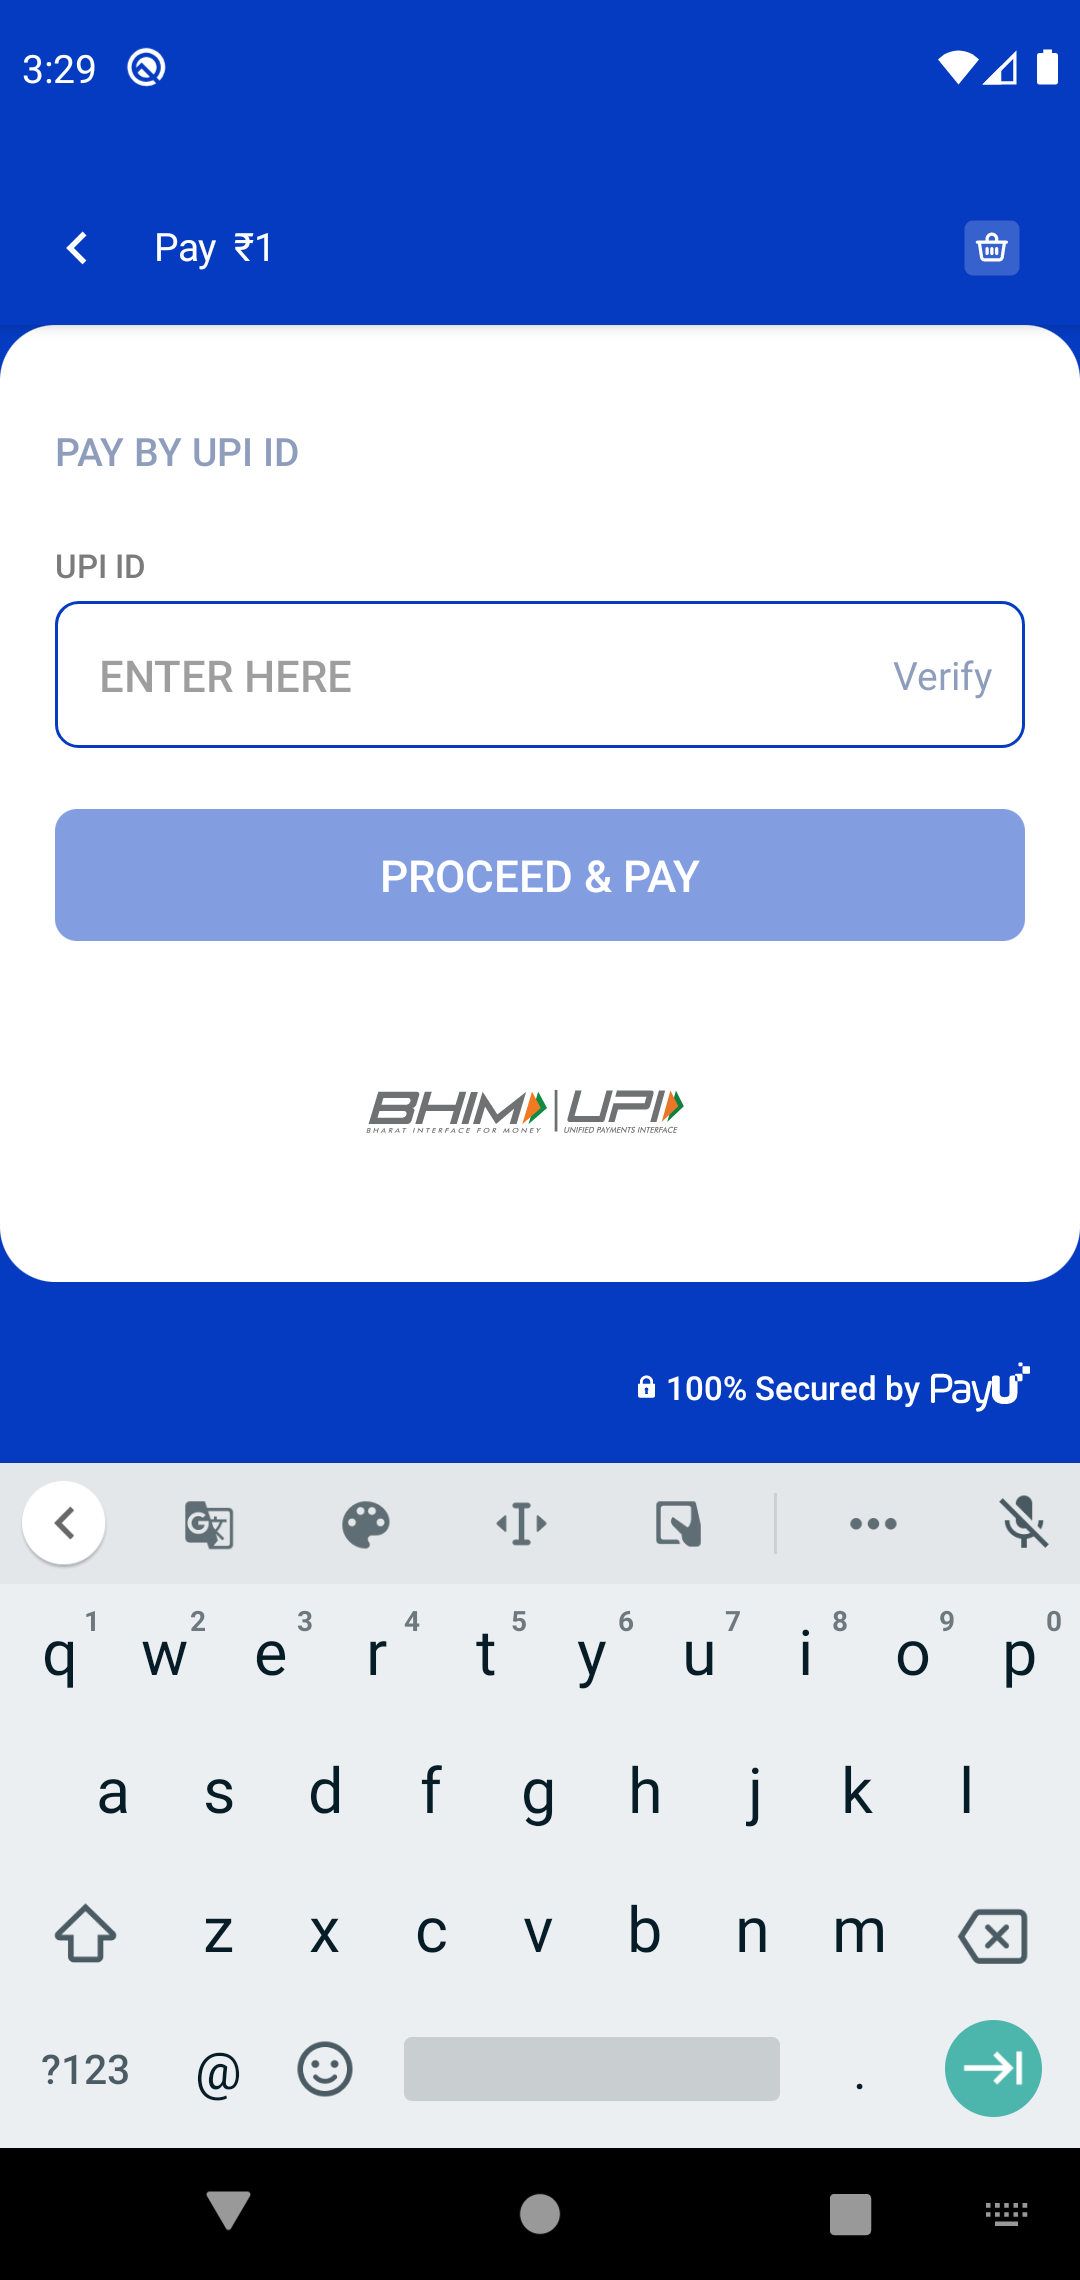 3:29
Pay ₹1
PAY BY UPI ID
UPI ID
ENTER HERE
Verify
PROCEED & PAY
BHIM UPI
BHARAT INTERFACE FOR MONEY UNIFIED PAYMENTS INTERFACE
100% Secured by PayU
G文
1 2 3 4 5 6 7 8 9 0
q w e r t y u i o p
a s d f g h j k l
z x c v b n m
?123 @ .